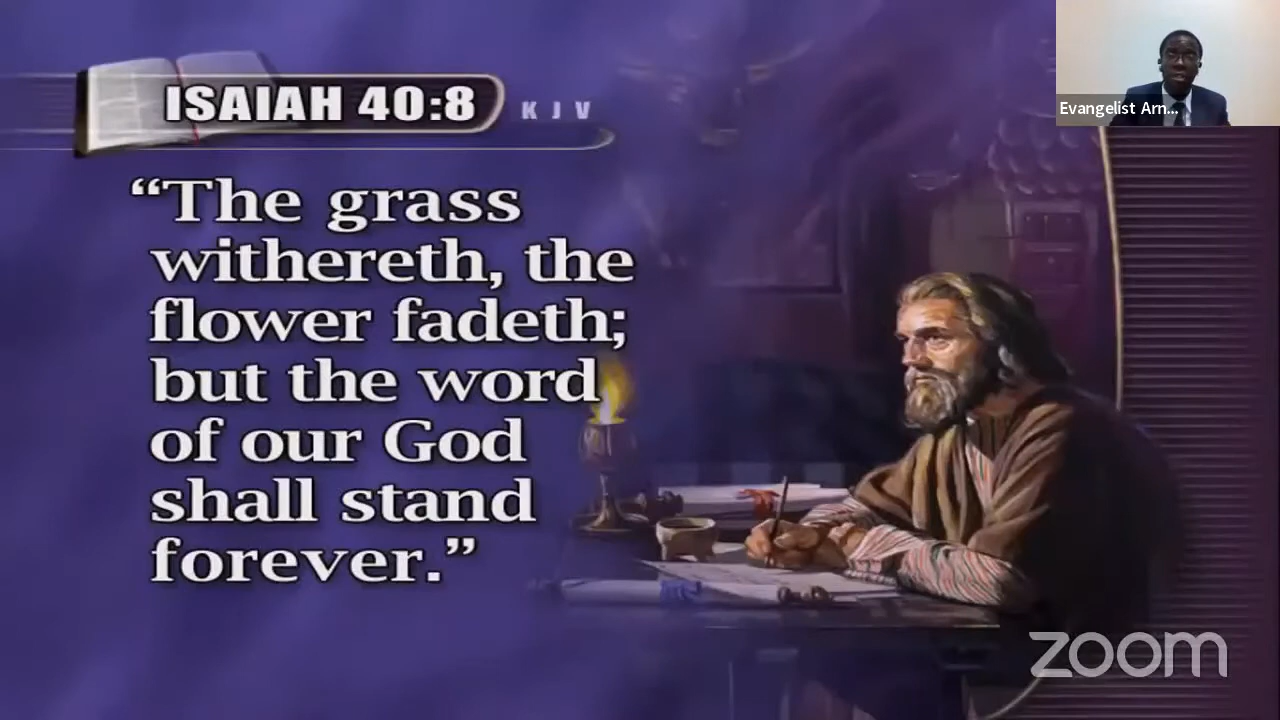 ISAIAH 40:8 KJV
Evangelist Arn...
“The grass
withereth, the
flower fadeth;
but the word
of our God
shall stand
forever.”
zoom